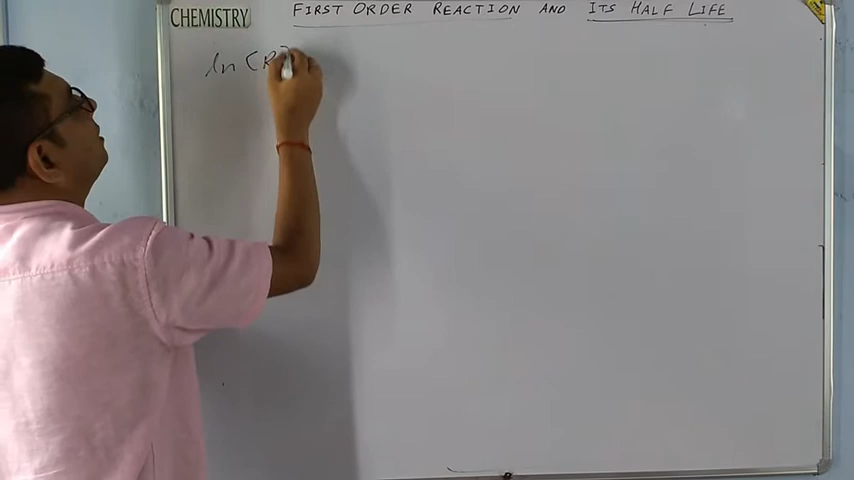 CHEMISTRY
FIRST ORDER REACTION AND ITS HALF LIFE
ln [R]